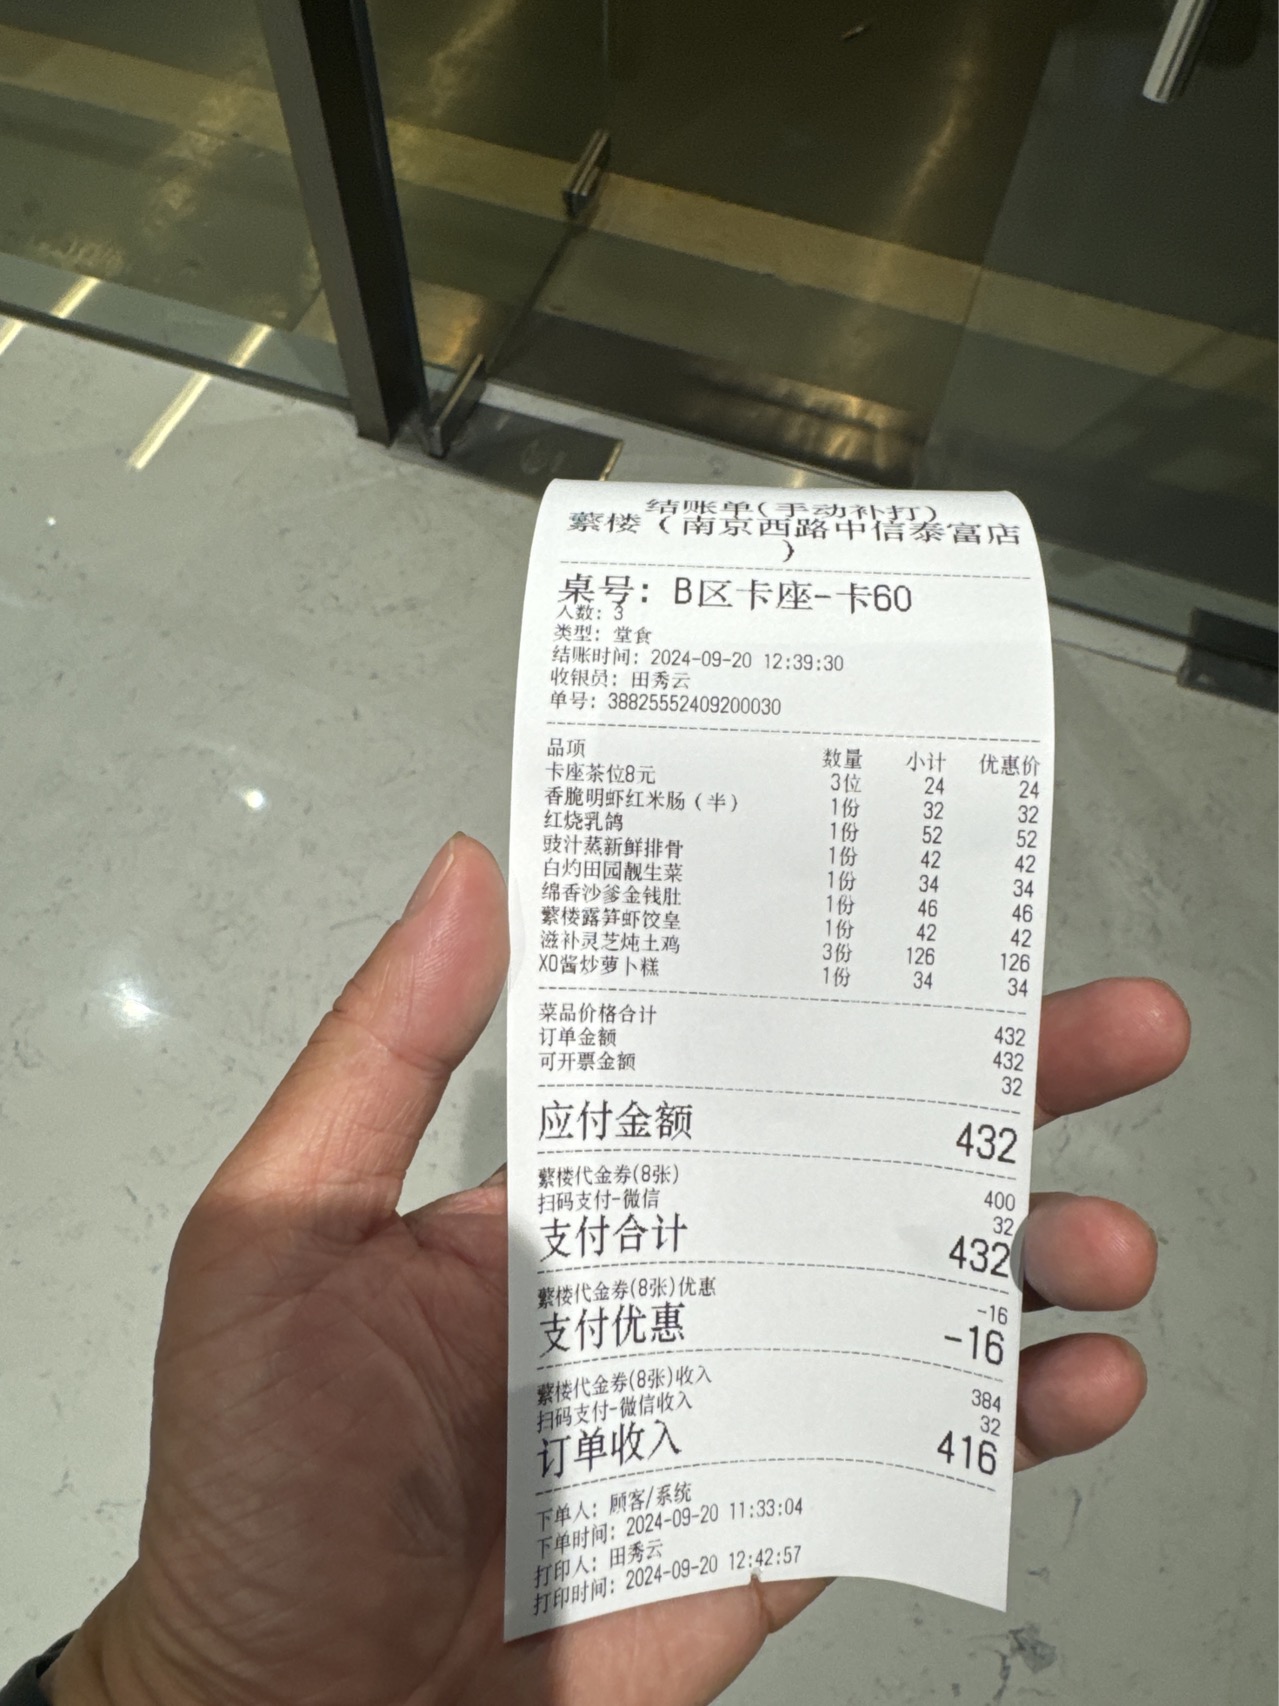 结账单(手动补打)
蘩楼（南京西路中信泰富店
）
桌号: B区卡座-卡60
人数: 3
类型: 堂食
结账时间: 2024-09-20 12:39:30
收银员: 田秀云
单号: 38825552409200030
品项 数量 小计 优惠价
卡座茶位8元 3位 24 24
香脆明虾红米肠（半） 1份 32 32
红烧乳鸽 1份 52 52
豉汁蒸新鲜排骨 1份 42 42
白灼田园靓生菜 1份 34 34
绵香沙爹金钱肚 1份 46 46
蘩楼露笋虾饺皇 1份 42 42
滋补灵芝炖土鸡 3份 126 126
XO酱炒萝卜糕 1份 34 34
菜品价格合计 432
订单金额 432
可开票金额 32
应付金额 432
蘩楼代金券(8张) 400
扫码支付-微信 32
支付合计 432
蘩楼代金券(8张)优惠 -16
支付优惠 -16
蘩楼代金券(8张)收入 384
扫码支付-微信收入 32
订单收入 416
下单人: 顾客/系统
下单时间: 2024-09-20 11:33:04
打印人: 田秀云
打印时间: 2024-09-20 12:42:57